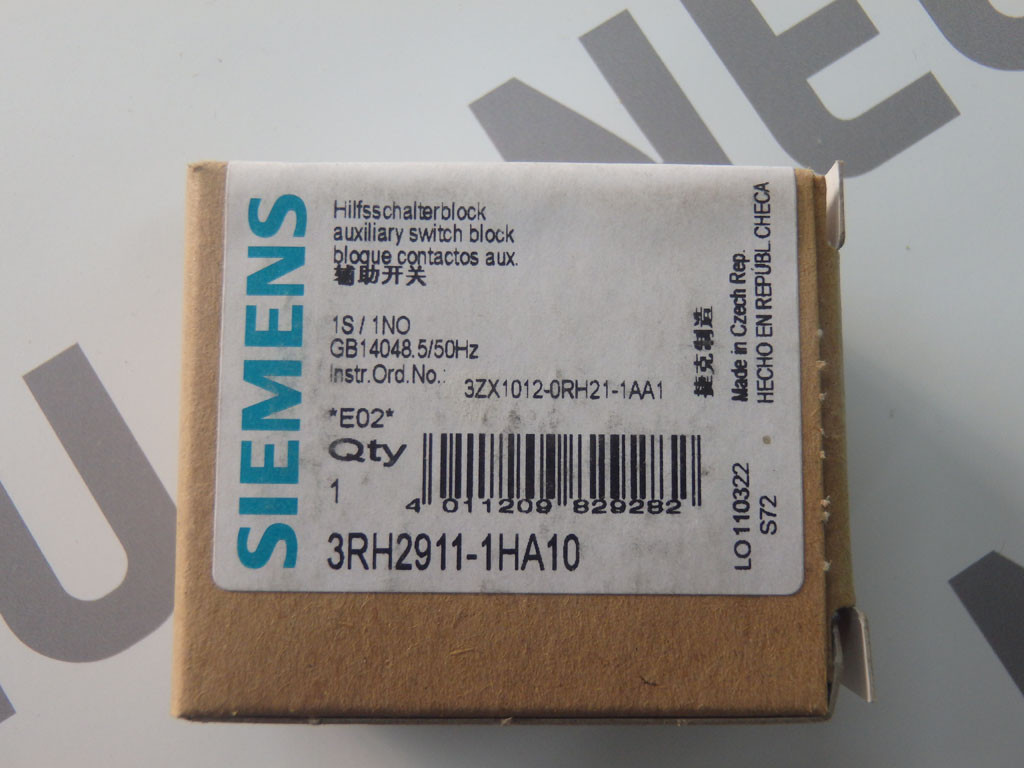 SIEMENS
Hilfsschalterblock
auxiliary switch block
bloque contactos aux.
辅助开关
1S / 1NO
GB14048.5/50Hz
Instr.Ord.No.: 3ZX1012-0RH21-1AA1
*E02*
Qty
1
4 011209 829282
3RH2911-1HA10
捷克制造
Made in Czech Rep.
HECHO EN REPÚBL.CHECA
LO110322
S72
NEU
NEU